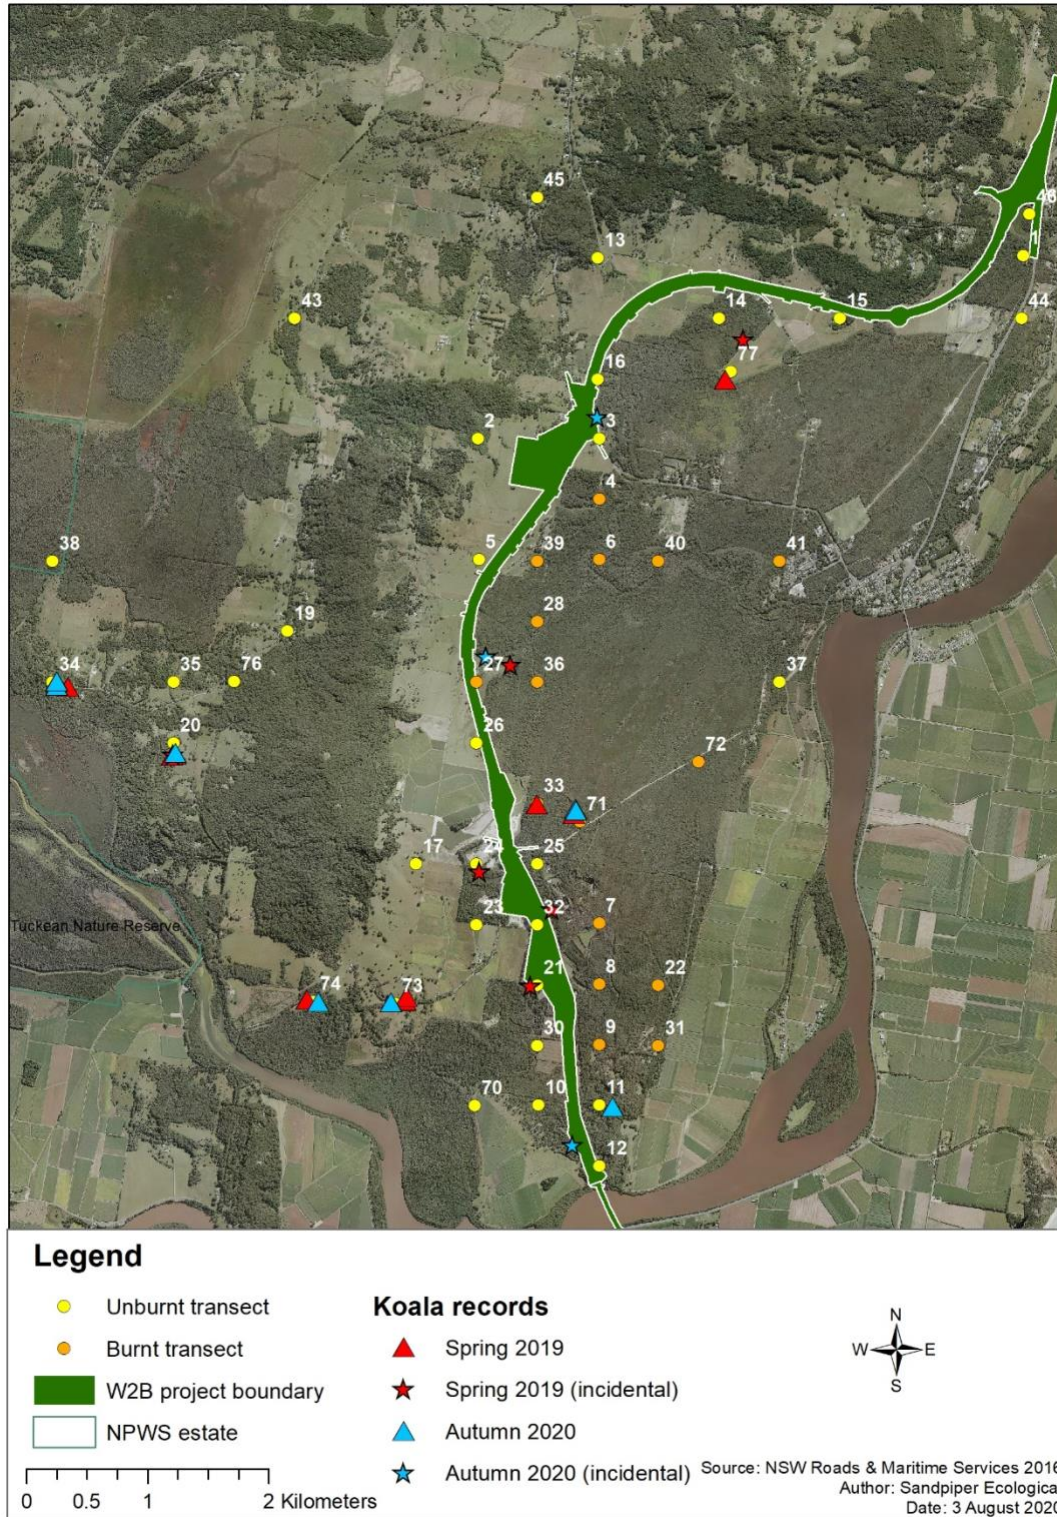 45
13
46
1
43
14
15
44
77
16
2
3
4
38
5
39
6
40
41
19
28
34
35
76
27
36
37
20
26
72
33
71
17
24
25
23
32
7
Tuckean Nature Reserve
74
73
21
8
22
30
9
31
70
10
11
12
Legend
Unburnt transect
Burnt transect
W2B project boundary
NPWS estate
0 0.5 1 2 Kilometers
Koala records
Spring 2019
Spring 2019 (incidental)
Autumn 2020
Autumn 2020 (incidental)
N
W E
S
Source: NSW Roads & Maritime Services 2016
Author: Sandpiper Ecological
Date: 3 August 2020